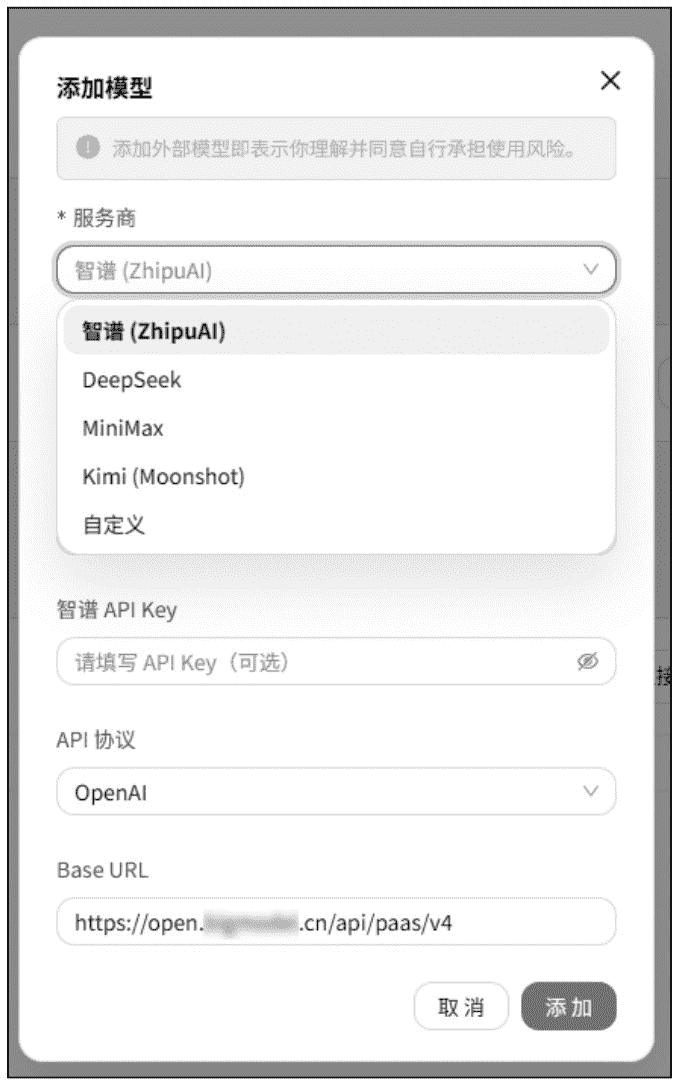 添加模型
添加外部模型即表示你理解并同意自行承担使用风险。
* 服务商
智谱 (ZhipuAI)
智谱 (ZhipuAI)
DeepSeek
MiniMax
Kimi (Moonshot)
自定义
智谱 API Key
请填写 API Key（可选）
API 协议
OpenAI
Base URL
https://open. .cn/api/paas/v4
取消
添加